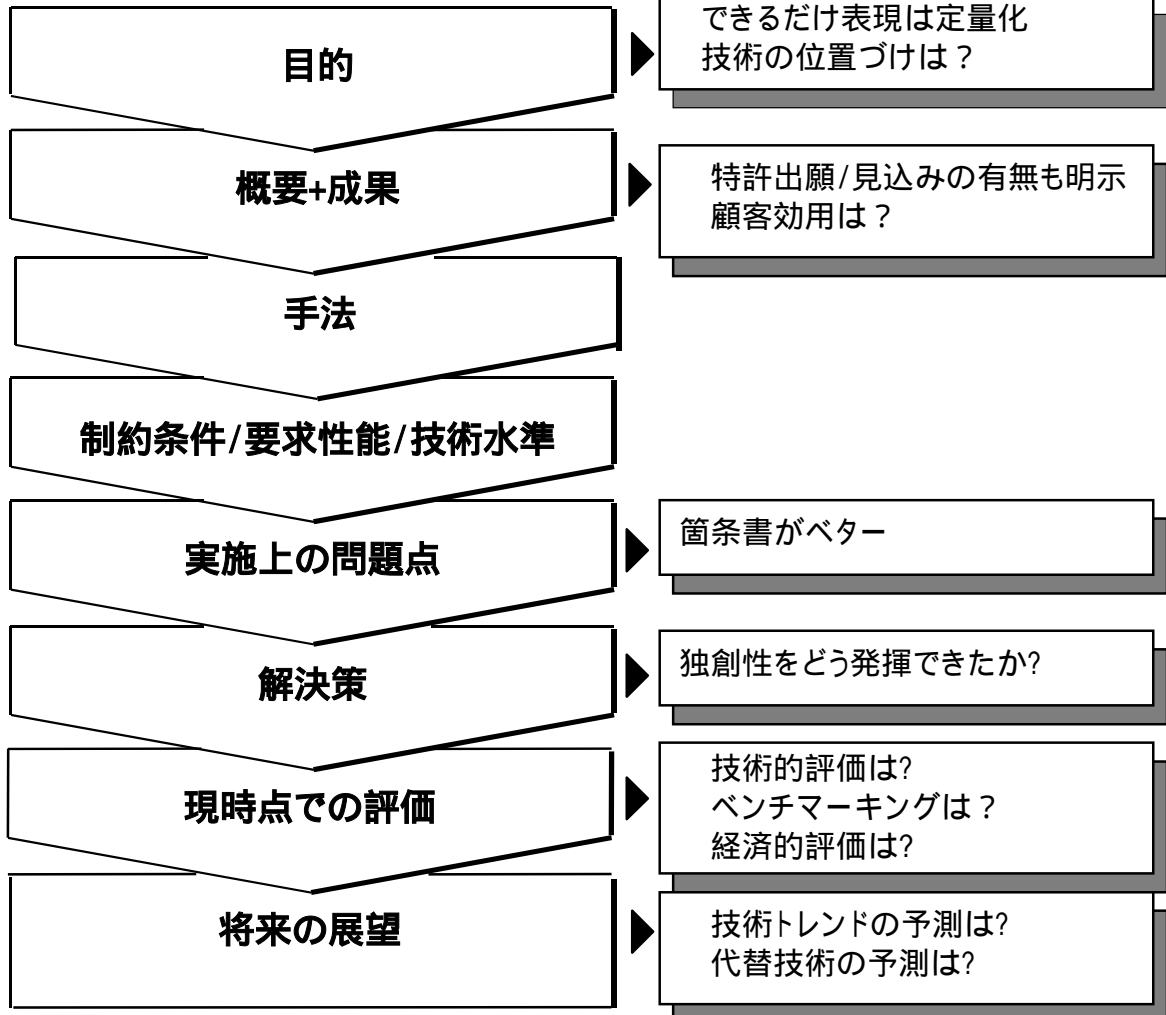 目的
できるだけ表現は定量化
技術の位置づけは？
概要+成果
特許出願/見込みの有無も明示
顧客効用は？
手法
制約条件/要求性能/技術水準
実施上の問題点
箇条書がベター
解決策
独創性をどう発揮できたか?
現時点での評価
技術的評価は?
ベンチマーキングは？
経済的評価は?
将来の展望
技術トレンドの予測は?
代替技術の予測は?